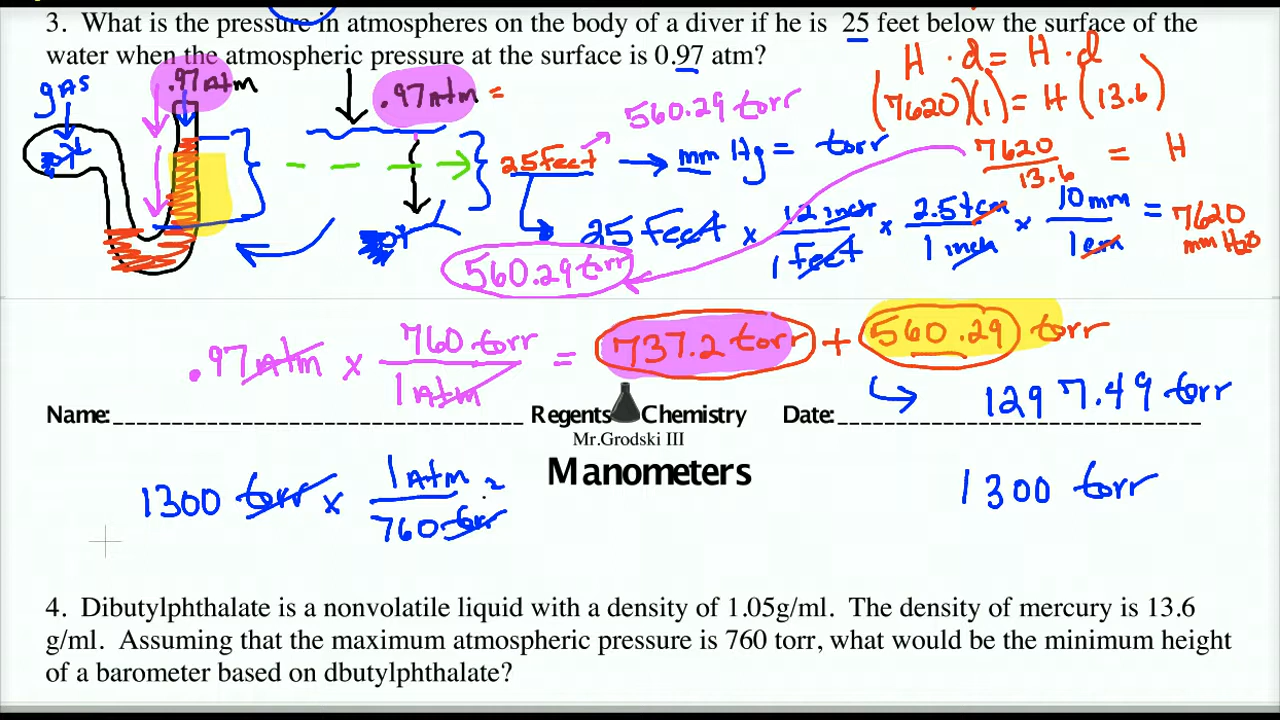 3. What is the pressure in atmospheres on the body of a diver if he is 25 feet below the surface of the
water when the atmospheric pressure at the surface is 0.97 atm?
H · d = H · d
(7620)(1) = H (13.6)
7620 / 13.6 = H
gas
.97 Atm
.97 Atm =
560.29 torr
25 feet → mm Hg = torr
25 feet × 12 inch / 1 feet × 2.54 cm / 1 inch × 10 mm / 1 cm = 7620 mm H2O
560.29 torr
.97 Atm × 760 torr / 1 Atm = 737.2 torr + 560.29 torr
1297.49 torr
Name:__________________________________ Regents Chemistry Date:______________________________
Mr.Grodski III
Manometers
1300 torr × 1 Atm / 760 torr =
1300 torr
4. Dibutylphthalate is a nonvolatile liquid with a density of 1.05g/ml. The density of mercury is 13.6
g/ml. Assuming that the maximum atmospheric pressure is 760 torr, what would be the minimum height
of a barometer based on dbutylphthalate?